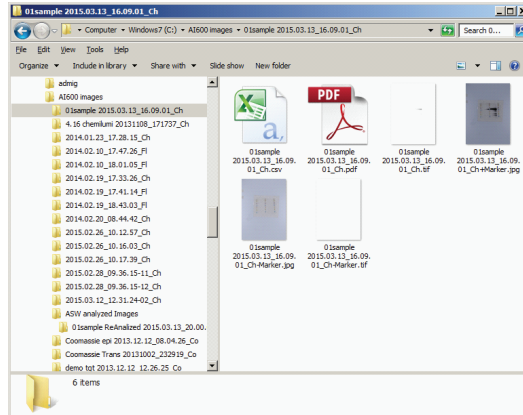 01sample 2015.03.13_16.09.01_Ch
Computer Windows7 (C:) AI600 images 01sample 2015.03.13_16.09.01_Ch
Search 0...
File Edit View Tools Help
Organize Include in library Share with Slide show New folder
admig
AI600 images
01sample 2015.03.13_16.09.01_Ch
4.16 chemilumi 20131108_171737_Ch
2014.01.23_17.28.15_Ch
2014.02.10_17.47.26_Fl
2014.02.10_18.01.05_Fl
2014.02.19_17.33.26_Ch
2014.02.19_17.41.14_Fl
2014.02.19_18.43.03_Fl
2014.02.20_08.44.42_Ch
2015.02.26_10.12.57_Ch
2015.02.26_10.16.03_Ch
2015.02.26_10.17.39_Ch
2015.02.28_09.36.15-11_Ch
2015.02.28_09.36.15-12_Ch
2015.03.12_12.31.24-02_Ch
ASW analyzed Images
01sample ReAnalized 2015.03.13_20.00.
Coomassie epi 2013.12.12_08.04.26_Co
Coomassie Trans 20131002_232919_Co
demo tgt 2013.12.12_12.26.25_Co
a,
01sample
2015.03.13_16.09.
01_Ch.csv
PDF
01sample
2015.03.13_16.09.
01_Ch.pdf
01sample
2015.03.13_16.09.
01_Ch.tif
01sample
2015.03.13_16.09.
01_Ch+Marker.jpg
01sample
2015.03.13_16.09.
01_Ch-Marker.jpg
01sample
2015.03.13_16.09.
01_Ch-Marker.tif
6 items